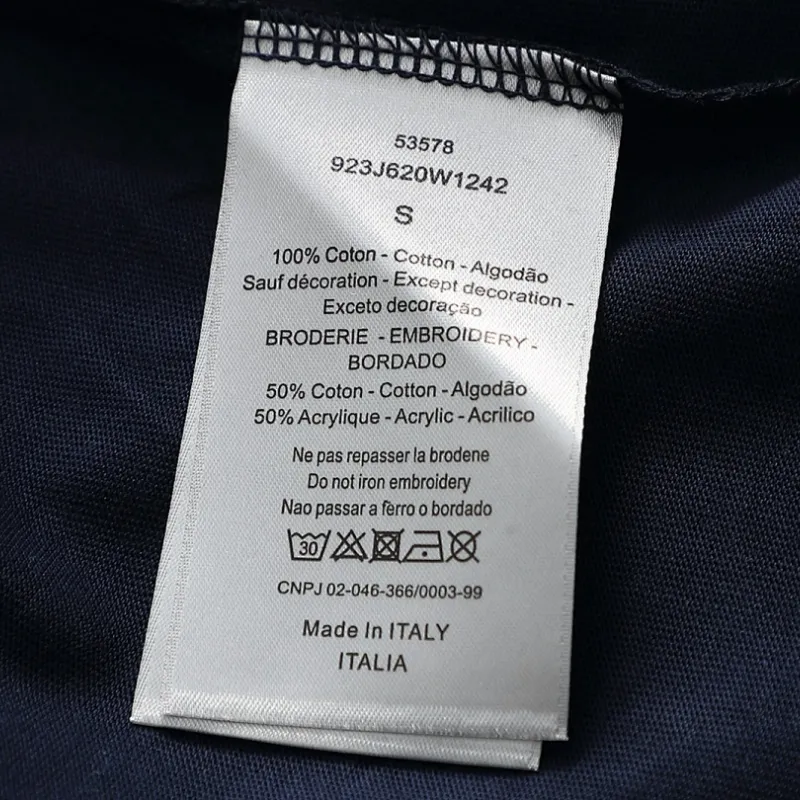 53578
923J620W1242
S
100% Coton - Cotton - Algodão
Sauf décoration - Except decoration -
Exceto decoração
BRODERIE - EMBROIDERY -
BORDADO
50% Coton - Cotton - Algodão
50% Acrylique - Acrylic - Acrilico
Ne pas repasser la brodene
Do not iron embroidery
Nao passar a ferro o bordado
30
CNPJ 02-046-366/0003-99
Made In ITALY
ITALIA